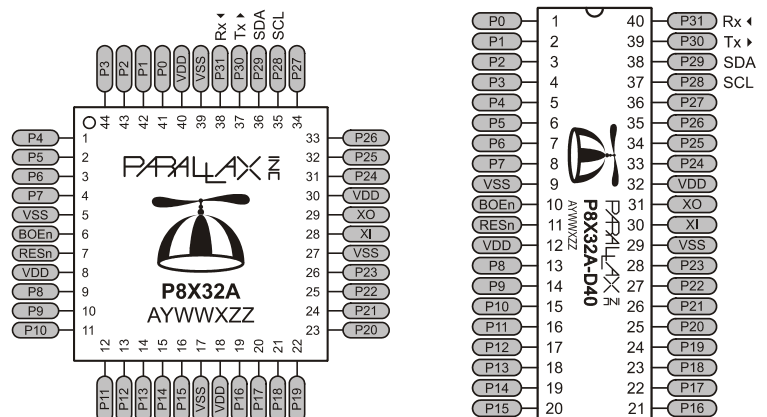 Rx Tx SDA SCL
P3 P2 P1 P0 VDD VSS P31 P30 P29 P28 P27
44 43 42 41 40 39 38 37 36 35 34
P4 1 33 P26
P5 2 32 P25
P6 3 31 P24
P7 4 30 VDD
VSS 5 29 XO
BOEn 6 28 XI
RESn 7 27 VSS
VDD 8 26 P23
P8 9 25 P22
P9 10 24 P21
P10 11 23 P20
PARALLAX INC
P8X32A
AYWWXZZ
12 13 14 15 16 17 18 19 20 21 22
P11 P12 P13 P14 P15 VSS VDD P16 P17 P18 P19
P0 1 40 P31 Rx
P1 2 39 P30 Tx
P2 3 38 P29 SDA
P3 4 37 P28 SCL
P4 5 36 P27
P5 6 35 P26
P6 7 34 P25
P7 8 33 P24
VSS 9 32 VDD
BOEn 10 31 XO
RESn 11 30 XI
VDD 12 29 VSS
P8 13 28 P23
P9 14 27 P22
P10 15 26 P21
P11 16 25 P20
P12 17 24 P19
P13 18 23 P18
P14 19 22 P17
P15 20 21 P16
PARALLAX INC
P8X32A-D40
AYWWXZZ